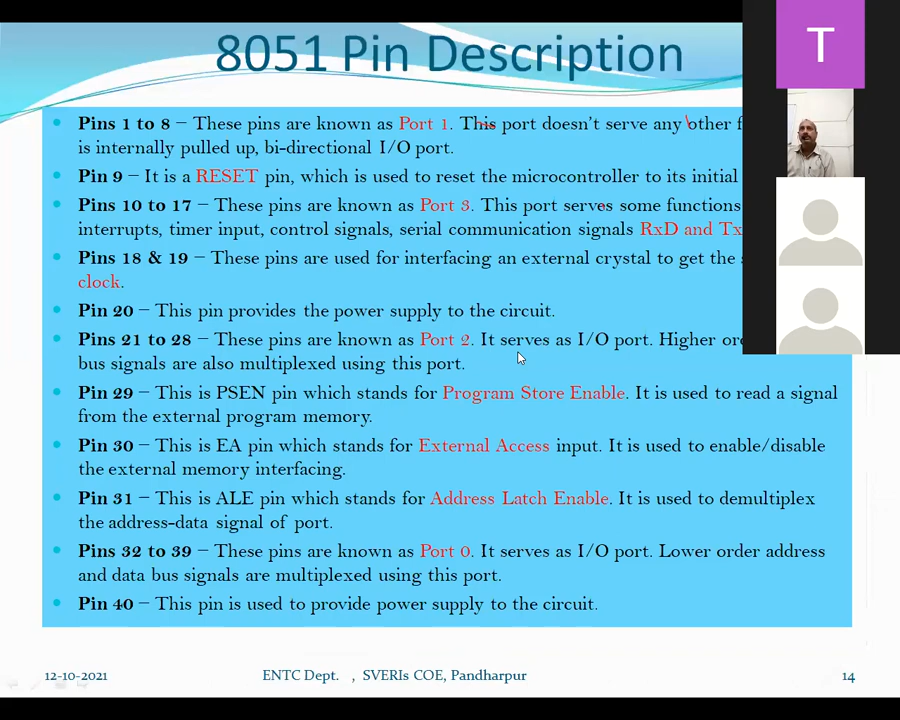 8051 Pin Description
T
Pins 1 to 8 – These pins are known as Port 1. This port doesn't serve any other f
is internally pulled up, bi-directional I/O port.
Pin 9 – It is a RESET pin, which is used to reset the microcontroller to its initial
Pins 10 to 17 – These pins are known as Port 3. This port serves some functions
interrupts, timer input, control signals, serial communication signals RxD and Tx
Pins 18 & 19 – These pins are used for interfacing an external crystal to get the s
clock.
Pin 20 – This pin provides the power supply to the circuit.
Pins 21 to 28 – These pins are known as Port 2. It serves as I/O port. Higher ord
bus signals are also multiplexed using this port.
Pin 29 – This is PSEN pin which stands for Program Store Enable. It is used to read a signal
from the external program memory.
Pin 30 – This is EA pin which stands for External Access input. It is used to enable/disable
the external memory interfacing.
Pin 31 – This is ALE pin which stands for Address Latch Enable. It is used to demultiplex
the address-data signal of port.
Pins 32 to 39 – These pins are known as Port 0. It serves as I/O port. Lower order address
and data bus signals are multiplexed using this port.
Pin 40 – This pin is used to provide power supply to the circuit.
12-10-2021 ENTC Dept. , SVERIs COE, Pandharpur 14